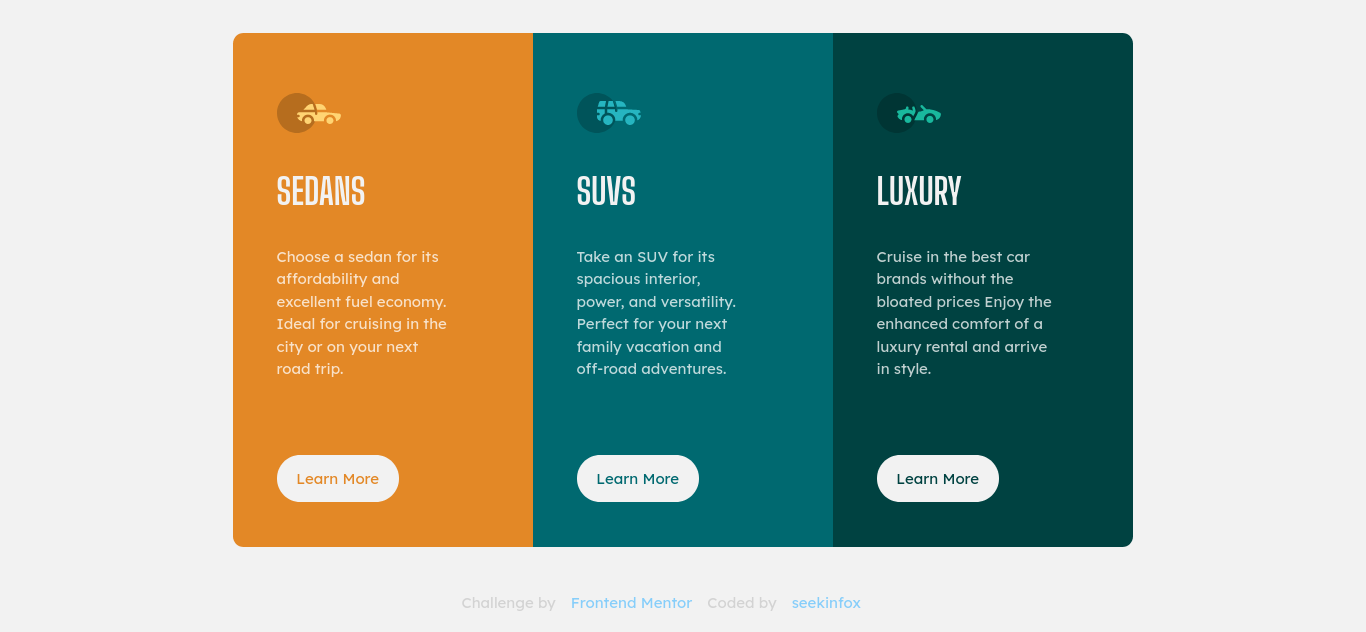 SEDANS
Choose a sedan for its
affordability and
excellent fuel economy.
Ideal for cruising in the
city or on your next
road trip.
Learn More
SUVS
Take an SUV for its
spacious interior,
power, and versatility.
Perfect for your next
family vacation and
off-road adventures.
Learn More
LUXURY
Cruise in the best car
brands without the
bloated prices Enjoy the
enhanced comfort of a
luxury rental and arrive
in style.
Learn More
Challenge by Frontend Mentor Coded by seekinfox